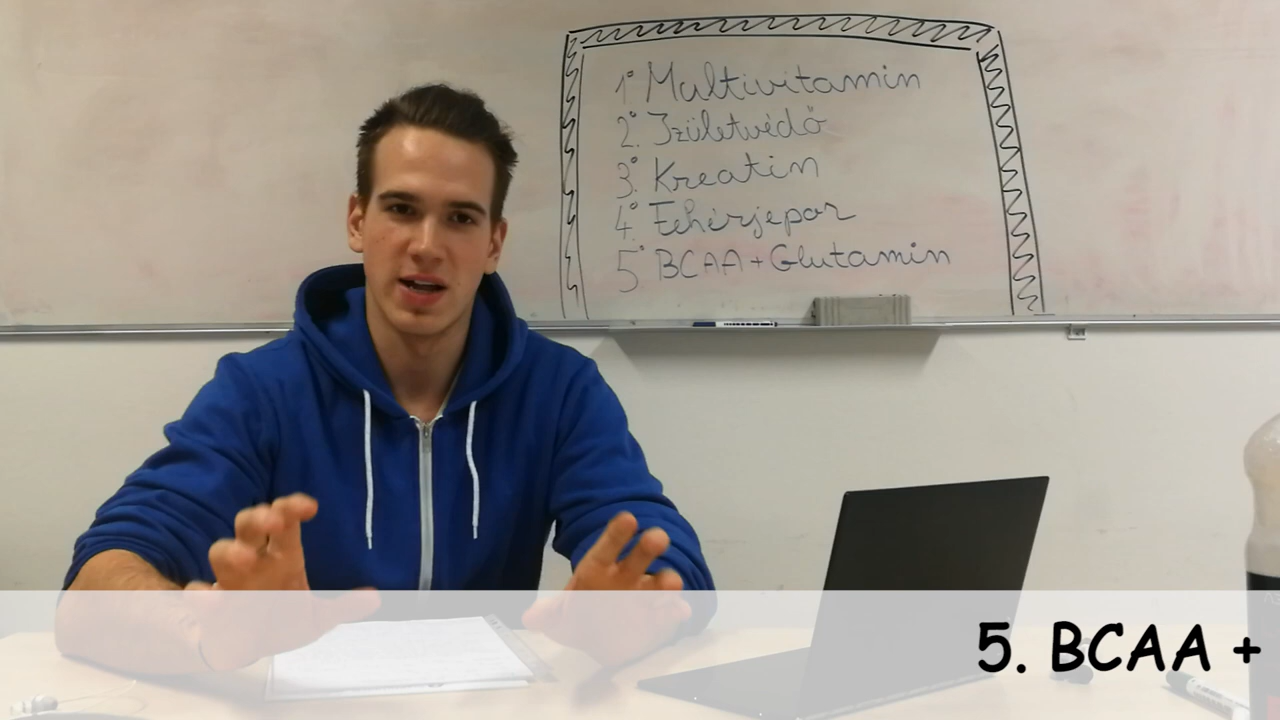 1. Multivitamin
2. Izületvédő
3. Kreatin
4. Fehérjepor
5. BCAA + Glutamin
5. BCAA +